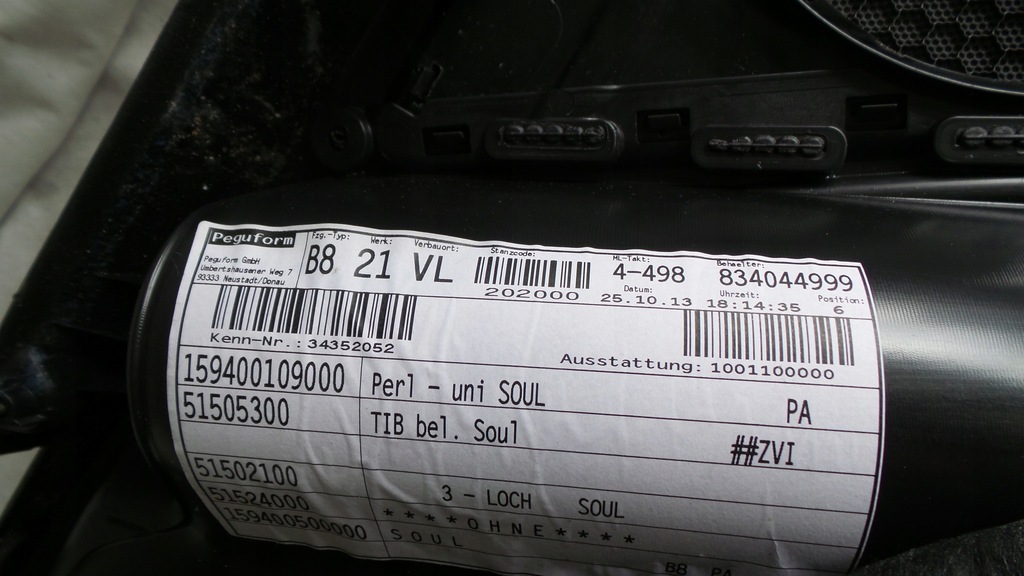 Peguform Fzg.-Typ: Werk: Verbauort: Stanzcode: ML-Takt: Behaelter:
B8 21 VL 4-498 834044999
Peguform GmbH
Umbertshausener Weg 7
93333 Neustadt/Donau
202000
Datum: Uhrzeit: Position:
25.10.13 18:14:35 6
Kenn-Nr.: 34352052
Ausstattung: 1001100000
159400109000 Perl - uni SOUL PA
51505300 TIB bel. Soul ##ZVI
51502100 3 - LOCH SOUL
51524000 ****OHNE****
159400500000 SOUL B8 PA